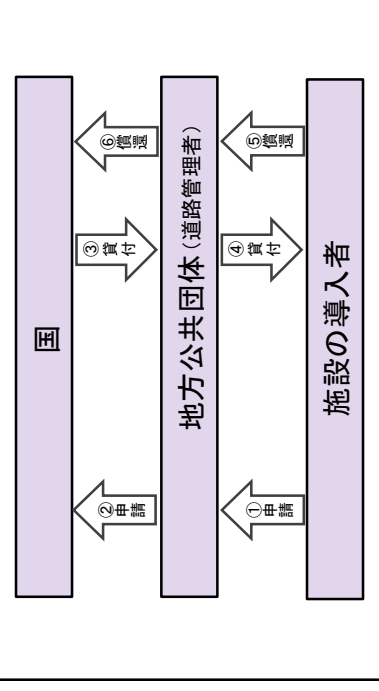 国
②申請
③貸付
⑥償還
地方公共団体（道路管理者）
①申請
④貸付
⑤償還
施設の導入者